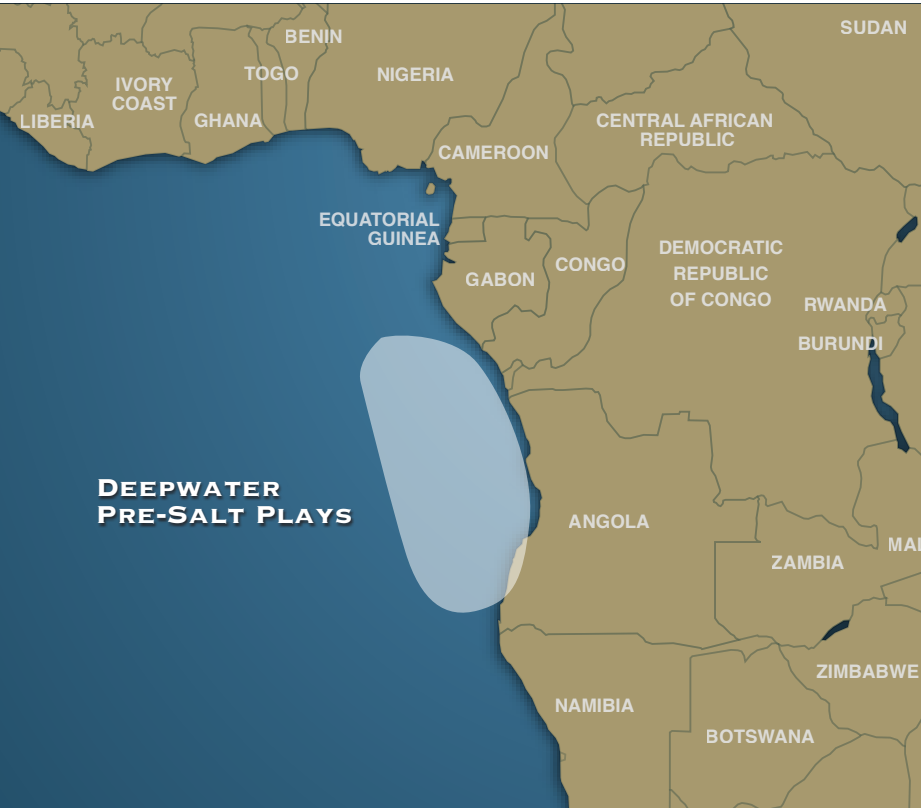 SUDAN
BENIN
TOGO
NIGERIA
IVORY
COAST
LIBERIA
GHANA
CENTRAL AFRICAN
REPUBLIC
CAMEROON
EQUATORIAL
GUINEA
GABON
CONGO
DEMOCRATIC
REPUBLIC
OF CONGO
RWANDA
BURUNDI
DEEPWATER
PRE-SALT PLAYS
ANGOLA
MAL
ZAMBIA
ZIMBABWE
NAMIBIA
BOTSWANA